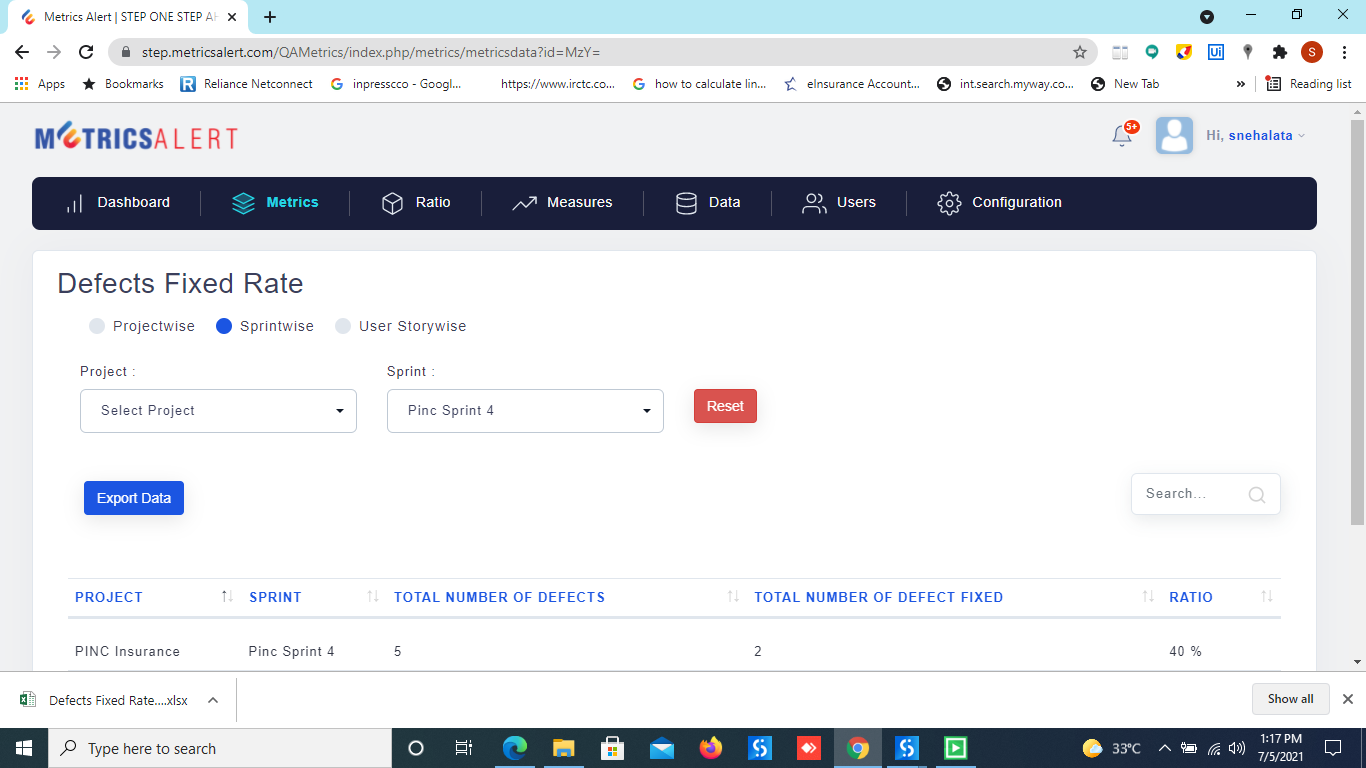 Metrics Alert | STEP ONE STEP AH
step.metricsalert.com/QAMetrics/index.php/metrics/metricsdata?id=MzY=
S
Apps Bookmarks Reliance Netconnect inpresscco - Googl... https://www.irctc.co... how to calculate lin... eInsurance Account... int.search.myway.co... New Tab » Reading list
METRICSALERT
5+
Hi, snehalata
Dashboard Metrics Ratio Measures Data Users Configuration
Defects Fixed Rate
Projectwise Sprintwise User Storywise
Project : Sprint :
Select Project Pinc Sprint 4 Reset
Export Data Search...
PROJECT SPRINT TOTAL NUMBER OF DEFECTS TOTAL NUMBER OF DEFECT FIXED RATIO
PINC Insurance Pinc Sprint 4 5 2 40 %
Defects Fixed Rate....xlsx Show all
Type here to search 33°C 1:17 PM
7/5/2021